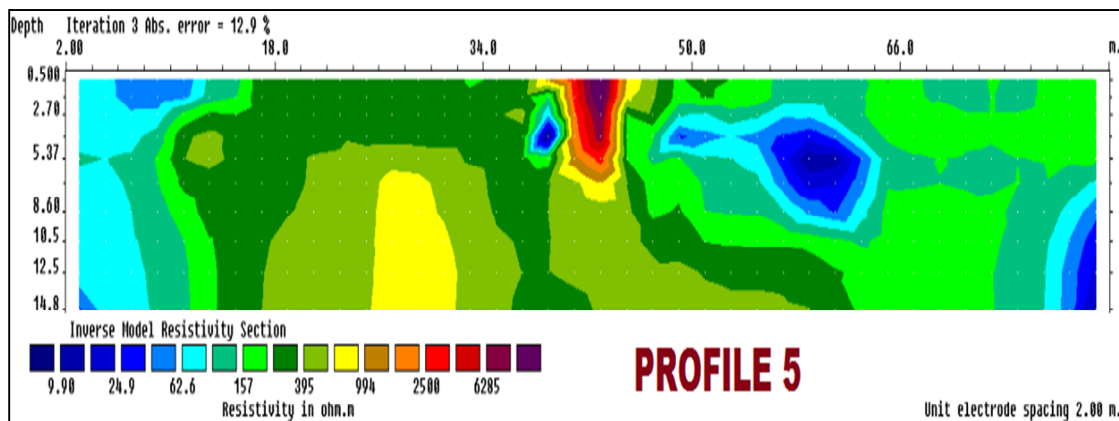 Depth Iteration 3 Abs. error = 12.9 %
2.00 18.0 34.0 50.0 66.0 m.
0.500
2.70
5.37
8.60
10.5
12.5
14.8
Inverse Model Resistivity Section
9.90 24.9 62.6 157 395 994 2500 6285
Resistivity in ohm.m
PROFILE 5
Unit electrode spacing 2.00 m.